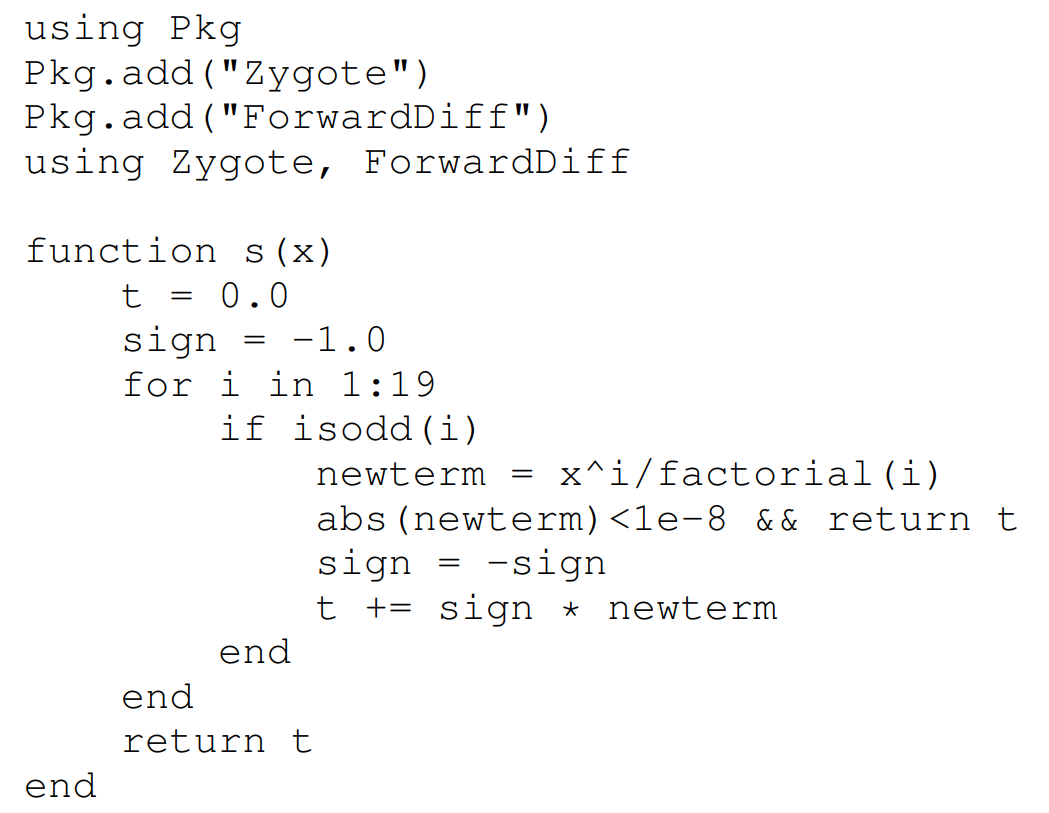 using Pkg
Pkg.add("Zygote")
Pkg.add("ForwardDiff")
using Zygote, ForwardDiff

function s(x)
    t = 0.0
    sign = -1.0
    for i in 1:19
        if isodd(i)
            newterm = x^i/factorial(i)
            abs(newterm)<1e-8 && return t
            sign = -sign
            t += sign * newterm
        end
    end
    return t
end